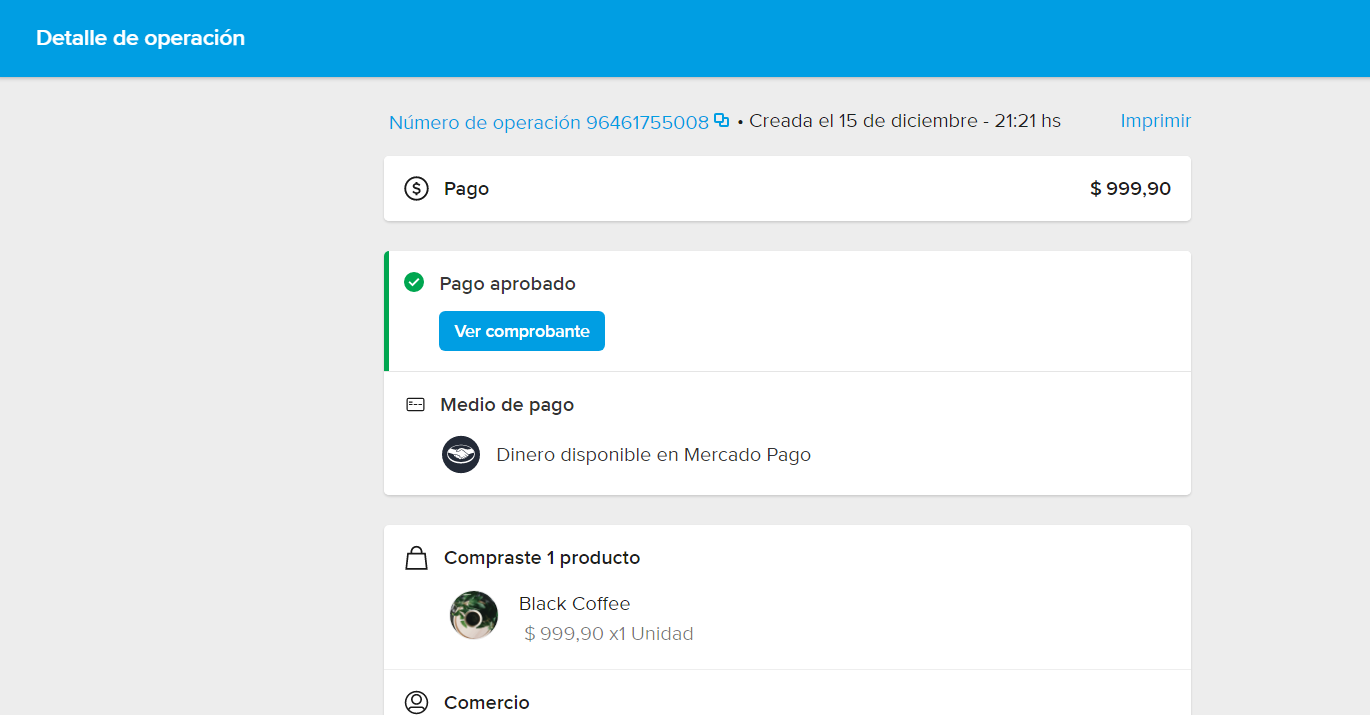 Detalle de operación
Número de operación 96461755008 • Creada el 15 de diciembre - 21:21 hs Imprimir
Pago $ 999,90
Pago aprobado
Ver comprobante
Medio de pago
Dinero disponible en Mercado Pago
Compraste 1 producto
Black Coffee
$ 999,90 x1 Unidad
Comercio